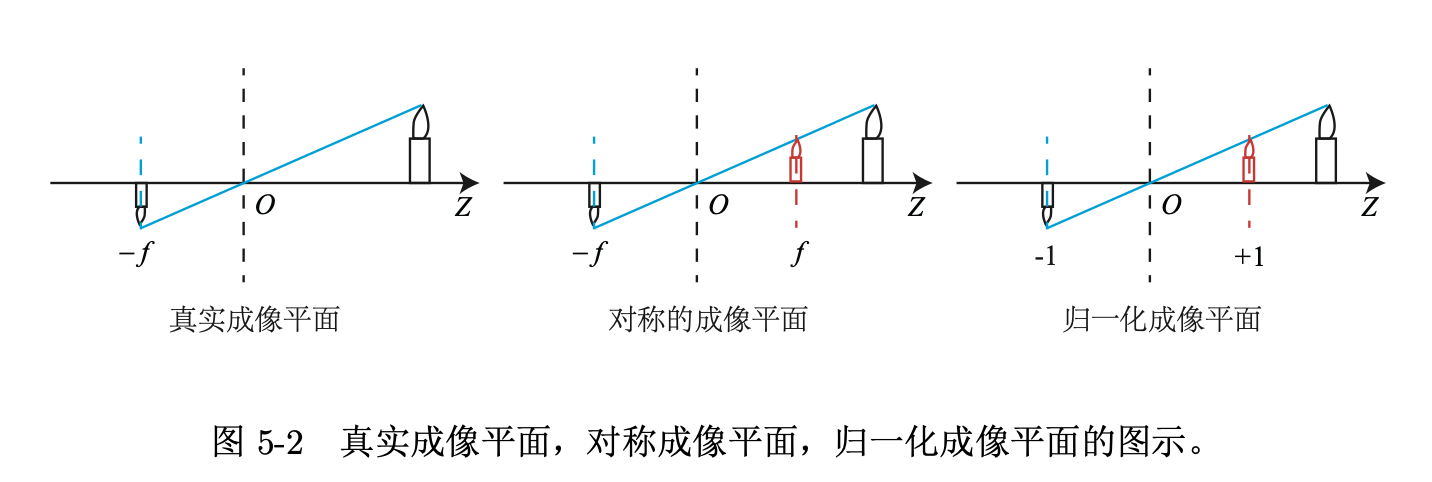 O z O z O z
−f −f f -1 +1
真实成像平面 对称的成像平面 归一化成像平面
图 5-2 真实成像平面，对称成像平面，归一化成像平面的图示。